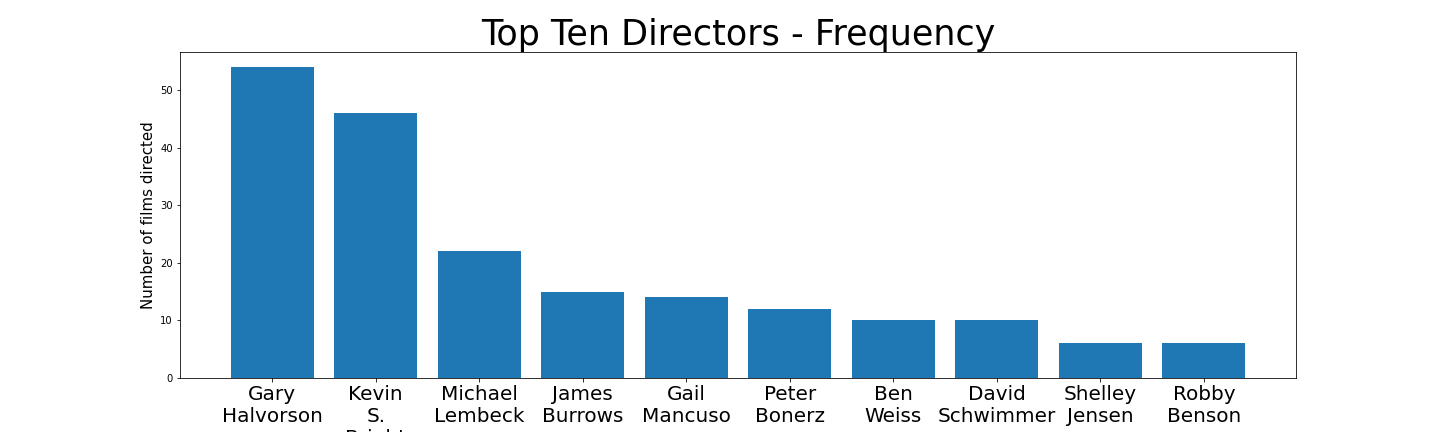 Top Ten Directors - Frequency
Number of films directed
50
40
30
20
10
0
Gary
Halvorson
Kevin
S.
Michael
Lembeck
James
Burrows
Gail
Mancuso
Peter
Bonerz
Ben
Weiss
David
Schwimmer
Shelley
Jensen
Robby
Benson